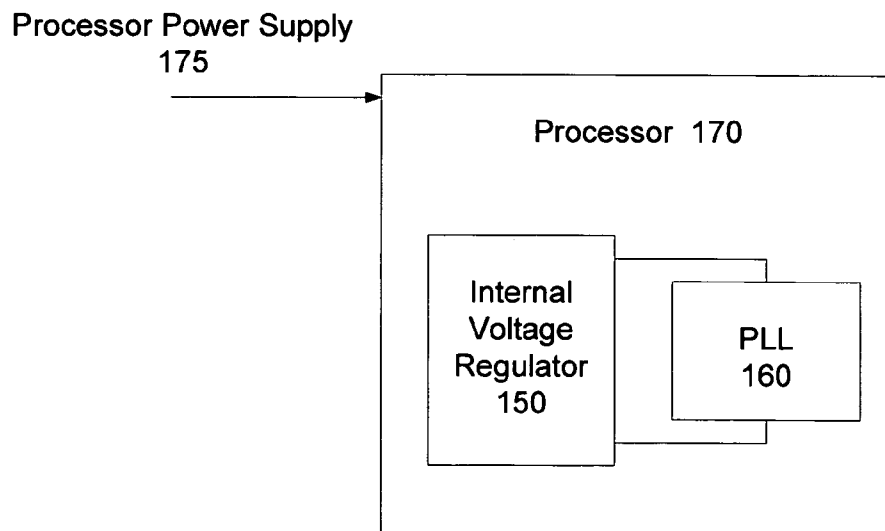 Processor Power Supply
175
Processor 170
Internal
Voltage
Regulator
150
PLL
160